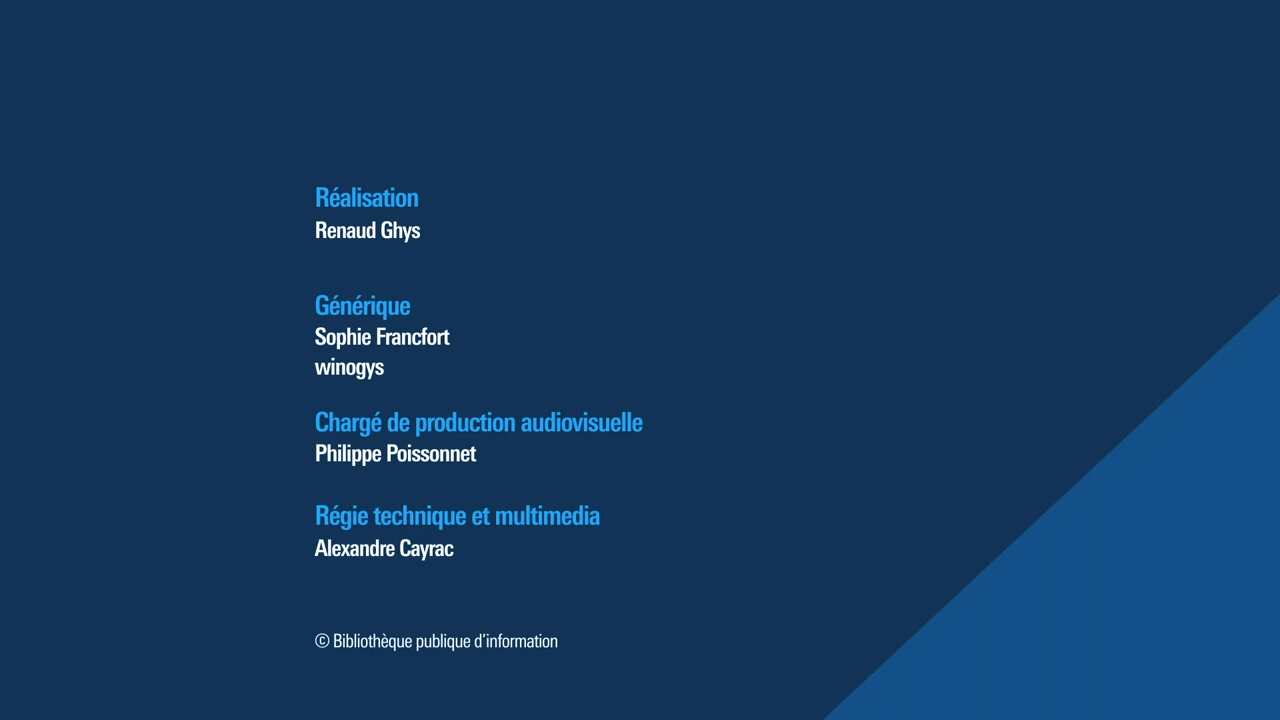 Réalisation
Renaud Ghys
Générique
Sophie Francfort
winogys
Chargé de production audiovisuelle
Philippe Poissonnet
Régie technique et multimedia
Alexandre Cayrac
© Bibliothèque publique d’information